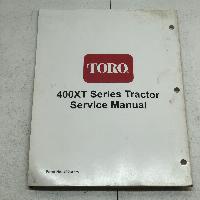 TORO
400XT Series Tractor
Service Manual